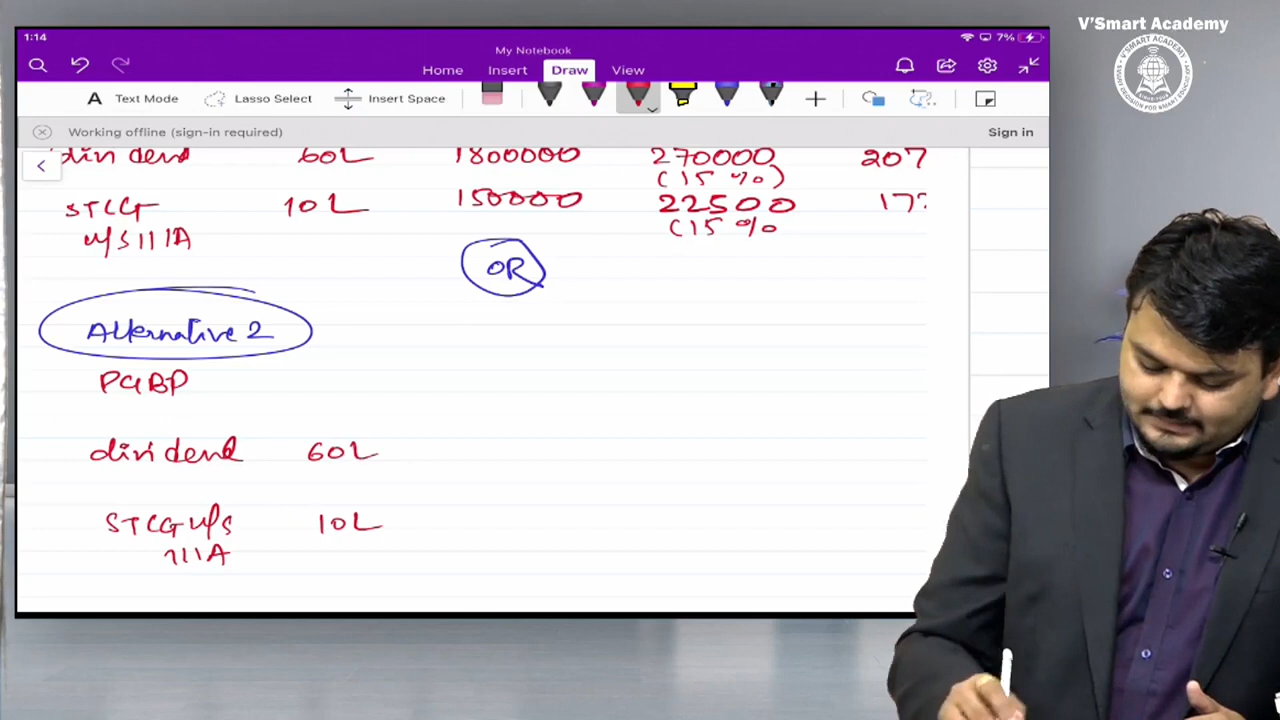 V'Smart Academy
1:14
7%
My Notebook
Home Insert Draw View
Text Mode Lasso Select Insert Space
Working offline (sign-in required) Sign in
dividend 60L 1800000 270000 207
(15%)
STCG 10L 150000 22500 17
u/s 111A (15%
OR
Alternative 2
PGBP
dividend 60L
STCG u/s 10L
111A